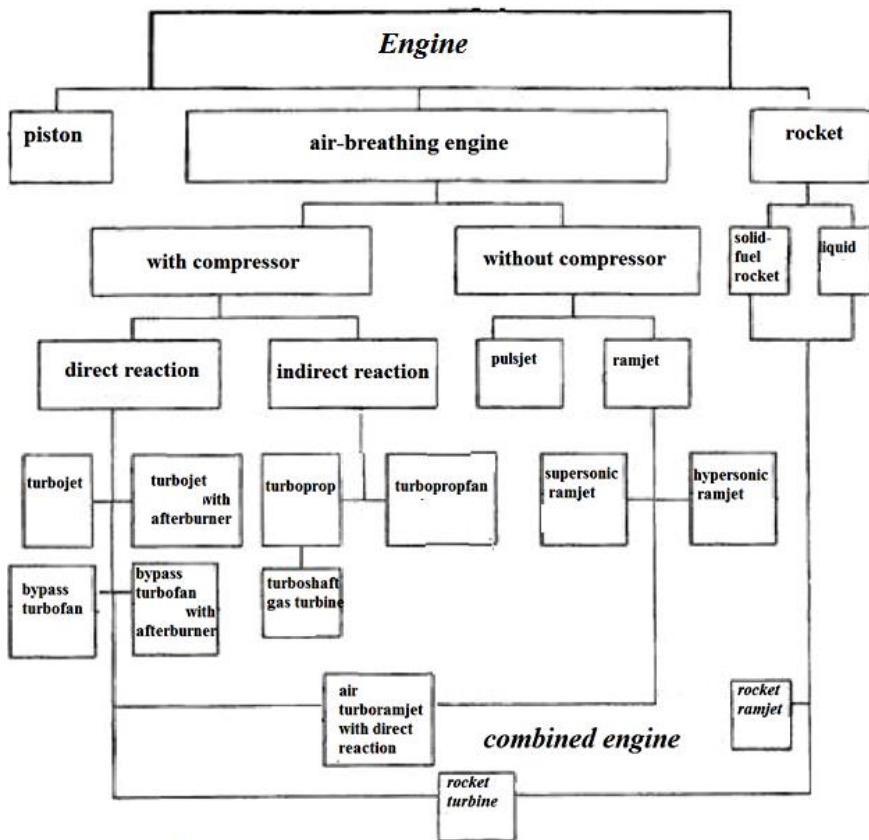 Engine
piston
air-breathing engine
rocket
with compressor
without compressor
solid-
fuel
rocket
liquid
direct reaction
indirect reaction
pulsjet
ramjet
turbojet
turbojet
with
afterburner
turboprop
turbopropfan
supersonic
ramjet
hypersonic
ramjet
bypass
turbofan
bypass
turbofan
with
afterburner
turboshaft
gas turbine
air
turboramjet
with direct
reaction
rocket
ramjet
combined engine
rocket
turbine